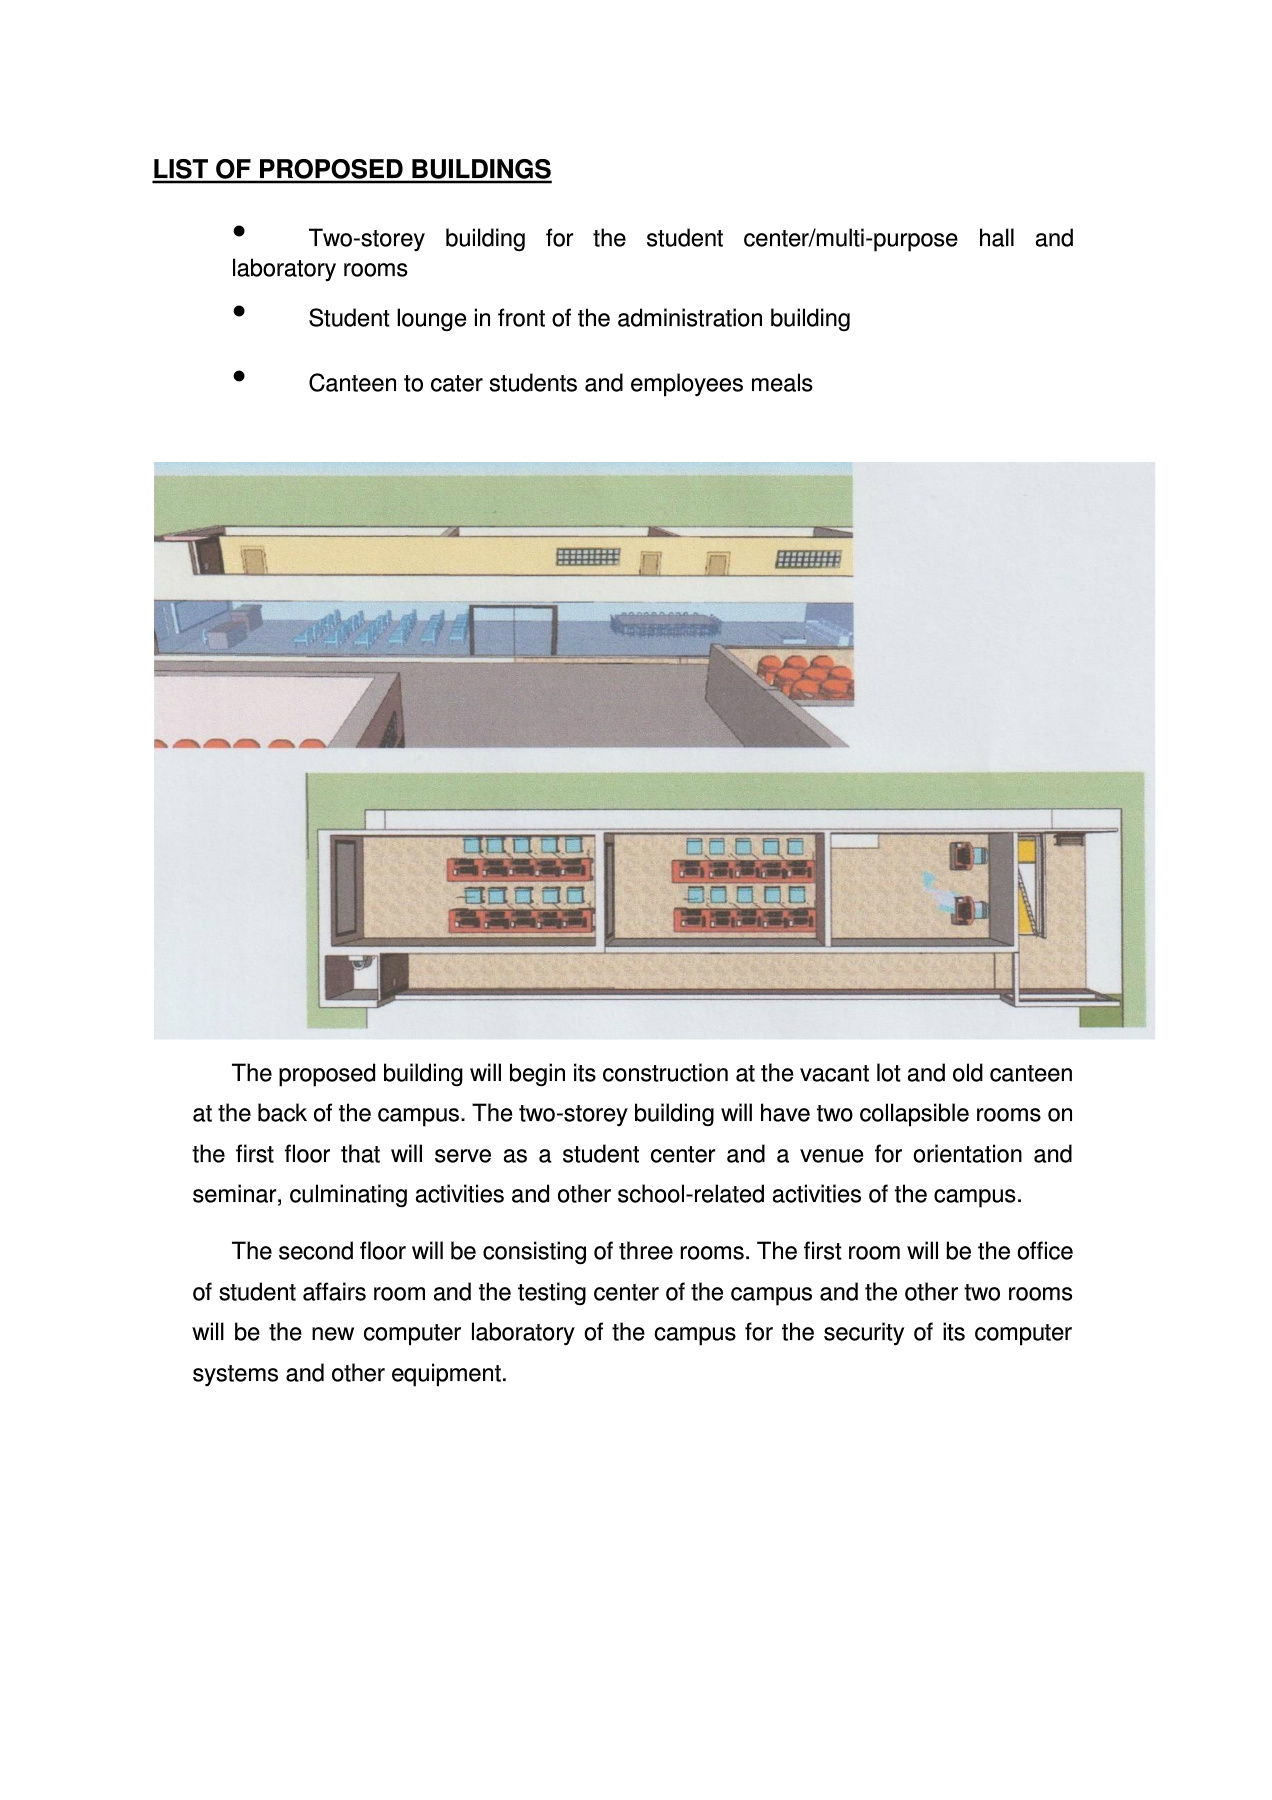 LIST OF PROPOSED BUILDINGS
• Two-storey building for the student center/multi-purpose hall and
laboratory rooms
• Student lounge in front of the administration building
• Canteen to cater students and employees meals
The proposed building will begin its construction at the vacant lot and old canteen
at the back of the campus. The two-storey building will have two collapsible rooms on
the first floor that will serve as a student center and a venue for orientation and
seminar, culminating activities and other school-related activities of the campus.
The second floor will be consisting of three rooms. The first room will be the office
of student affairs room and the testing center of the campus and the other two rooms
will be the new computer laboratory of the campus for the security of its computer
systems and other equipment.